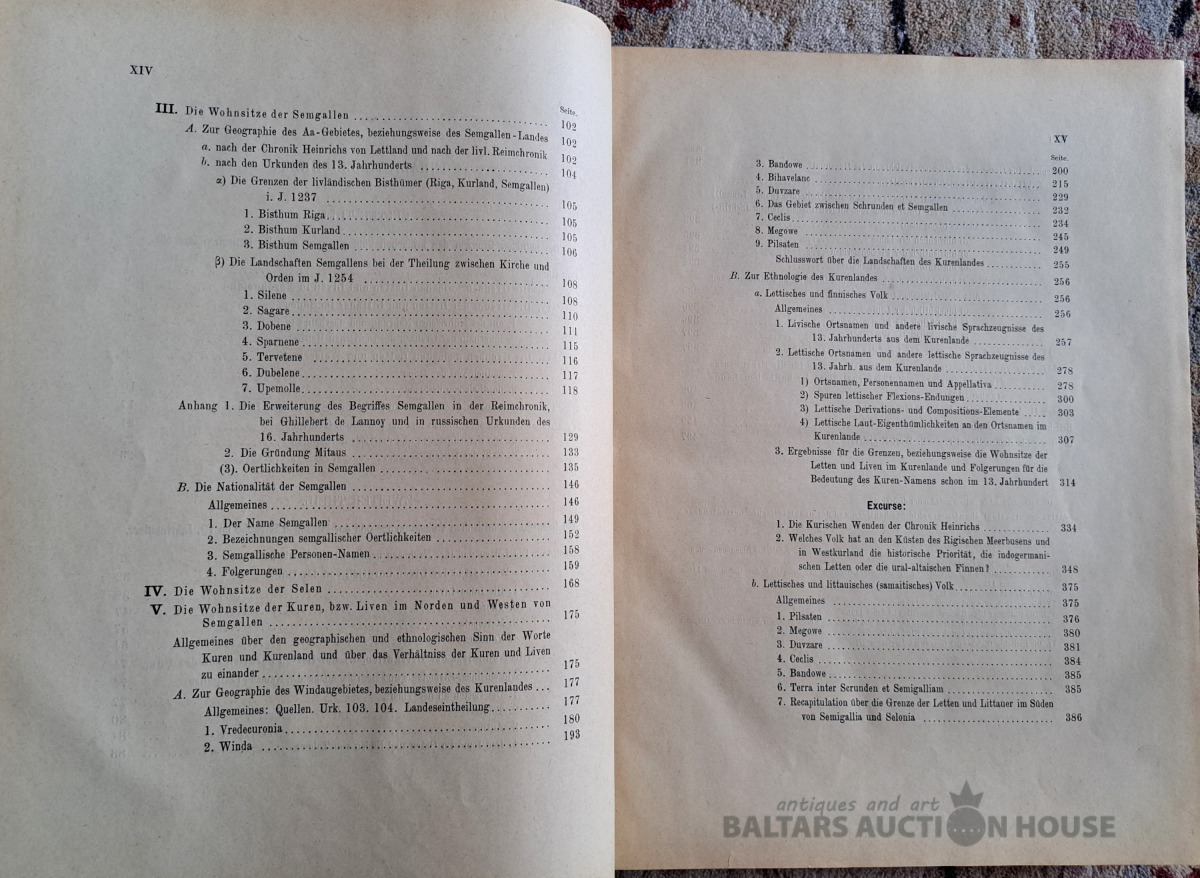 XIV
Seite.
III. Die Wohnsitze der Semgallen 102
A. Zur Geographie des Aa-Gebietes, beziehungsweise des Semgallen-Landes 102
a. nach der Chronik Heinrichs von Lettland und nach der livl. Reimchronik 102
b. nach den Urkunden des 13. Jahrhunderts 104
α) Die Grenzen der livländischen Bisthümer (Riga, Kurland, Semgallen)
i. J. 1237 105
1. Bisthum Riga 105
2. Bisthum Kurland 105
3. Bisthum Semgallen 106
β) Die Landschaften Semgallens bei der Theilung zwischen Kirche und
Orden im J. 1254 108
1. Silene 108
2. Sagare 110
3. Dobene 111
4. Sparnene 115
5. Tervetene 116
6. Dubelene 117
7. Upemolle 118
Anhang 1. Die Erweiterung des Begriffes Semgallen in der Reimchronik,
bei Ghillebert de Lannoy und in russischen Urkunden des
16. Jahrhunderts 129
2. Die Gründung Mitaus 133
(3). Oertlichkeiten in Semgallen 135
B. Die Nationalität der Semgallen 146
Allgemeines 146
1. Der Name Semgallen 149
2. Bezeichnungen semgallischer Oertlichkeiten 152
3. Semgallische Personen-Namen 158
4. Folgerungen 159
IV. Die Wohnsitze der Selen 168
V. Die Wohnsitze der Kuren, bzw. Liven im Norden und Westen von
Semgallen 175
Allgemeines über den geographischen und ethnologischen Sinn der Worte
Kuren und Kurenland und über das Verhältniss der Kuren und Liven
zu einander 175
A. Zur Geographie des Windaugebietes, beziehungsweise des Kurenlandes ... 177
Allgemeines: Quellen. Urk. 103. 104. Landeseintheilung 177
1. Vredecuronia 180
2. Winda 193
XV
Seite.
3. Bandowe 200
4. Bihavelanc 215
5. Duvzare 229
6. Das Gebiet zwischen Schrunden et Semgallen 232
7. Ceclis 234
8. Megowe 245
9. Pilsaten 249
Schlusswort über die Landschaften des Kurenlandes 255
B. Zur Ethnologie des Kurenlandes 256
a. Lettisches und finnisches Volk 256
Allgemeines 256
1. Livische Ortsnamen und andere livische Sprachzeugnisse des
13. Jahrhunderts aus dem Kurenlande 257
2. Lettische Ortsnamen und andere lettische Sprachzeugnisse des
13. Jahrh. aus dem Kurenlande 278
1) Ortsnamen, Personennamen und Appellativa 278
2) Spuren lettischer Flexions-Endungen 300
3) Lettische Derivations- und Compositions-Elemente 303
4) Lettische Laut-Eigenthümlichkeiten an den Ortsnamen im
Kurenlande 307
3. Ergebnisse für die Grenzen, beziehungsweise die Wohnsitze der
Letten und Liven im Kurenlande und Folgerungen für die
Bedeutung des Kuren-Namens schon im 13. Jahrhundert 314
Excurse:
1. Die Kurischen Wenden der Chronik Heinrichs 334
2. Welches Volk hat an den Küsten des Rigischen Meerbusens und
in Westkurland die historische Priorität, die indogermani-
schen Letten oder die ural-altaischen Finnen? 348
b. Lettisches und littauisches (samaitisches) Volk 375
Allgemeines 375
1. Pilsaten 376
2. Megowe 380
3. Duvzare 381
4. Ceclis 384
5. Bandowe 385
6. Terra inter Scrunden et Semigalliam 385
7. Recapitulation über die Grenze der Letten und Littauer im Süden
von Semigallia und Selonia 386
antiques and art
BALTARS AUCTION HOUSE